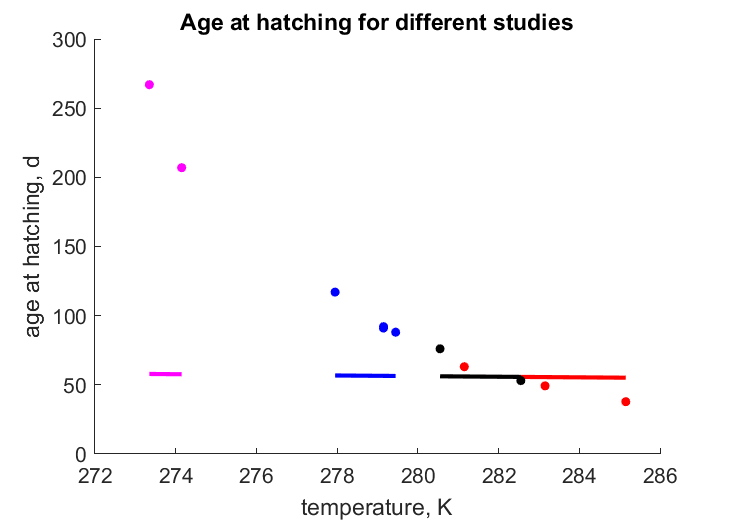 Age at hatching for different studies
300
250
200
150
100
50
0
age at hatching, d
272 274 276 278 280 282 284 286
temperature, K